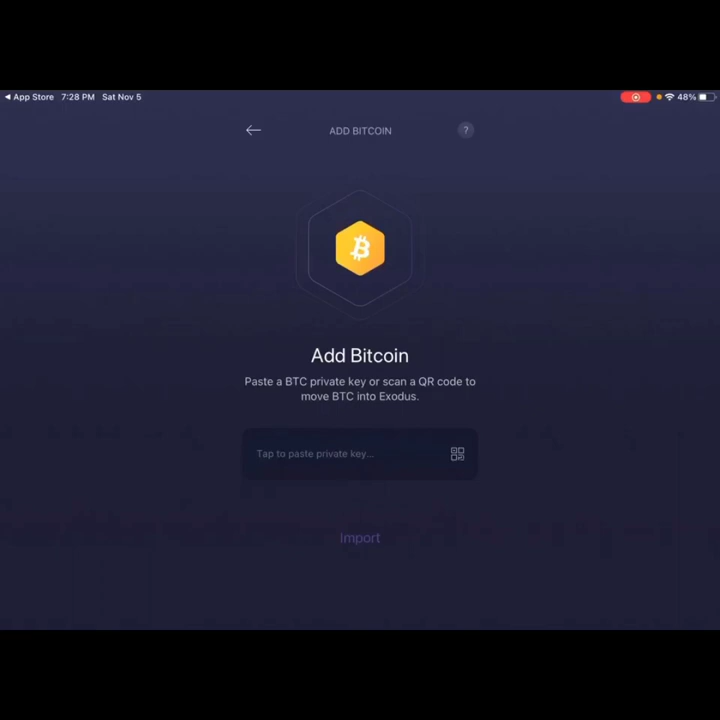 ◀ App Store 7:28 PM Sat Nov 5 48%
ADD BITCOIN ?
Add Bitcoin
Paste a BTC private key or scan a QR code to
move BTC into Exodus.
Tap to paste private key...
Import